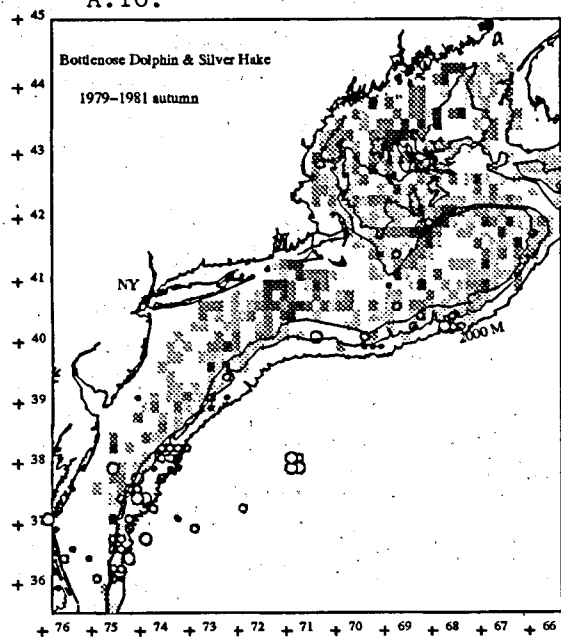 A.10.
Bottlenose Dolphin & Silver Hake
1979-1981 autumn
NY
2000 M
+ 45
+ 44
+ 43
+ 42
+ 41
+ 40
+ 39
+ 38
+ 37
+ 36
+ 76 + 75 + 74 + 73 + 72 + 71 + 70 + 69 + 68 + 67 + 66